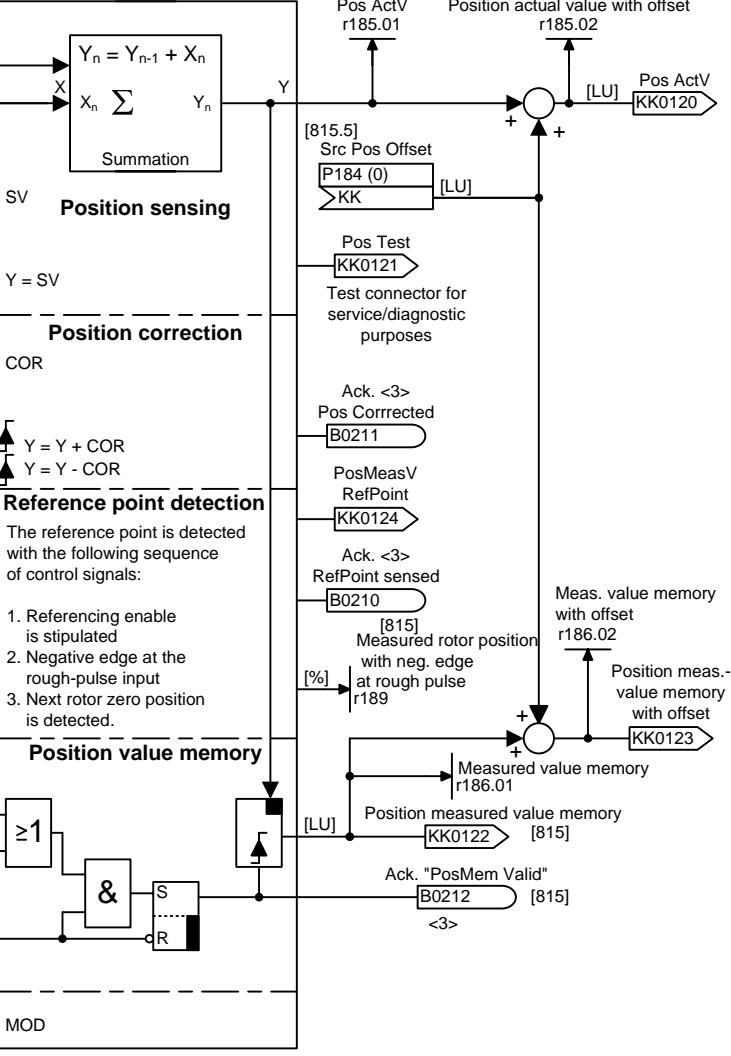 Pos ActV
r185.01
Position actual value with offset
r185.02
Yn = Yn-1 + Xn
X
Xn Σ Yn
Y
Summation
[LU]
Pos ActV
KK0120
+
+
[815.5]
Src Pos Offset
P184 (0)
KK
[LU]
SV
Position sensing
Pos Test
KK0121
Test connector for
service/diagnostic
purposes
Y = SV
Position correction
COR
Ack. <3>
Pos Corrrected
B0211
Y = Y + COR
Y = Y - COR
PosMeasV
RefPoint
KK0124
Reference point detection
The reference point is detected
with the following sequence
of control signals:
1. Referencing enable
is stipulated
2. Negative edge at the
rough-pulse input
3. Next rotor zero position
is detected.
Ack. <3>
RefPoint sensed
B0210
[815]
Measured rotor position
with neg. edge
at rough pulse
r189
[%]
Meas. value memory
with offset
r186.02
Position meas.-
value memory
with offset
KK0123
+
+
Position value memory
Measured value memory
r186.01
[LU]
Position measured value memory
KK0122
[815]
≥1
&
S
R
Ack. "PosMem Valid"
B0212
[815]
<3>
MOD